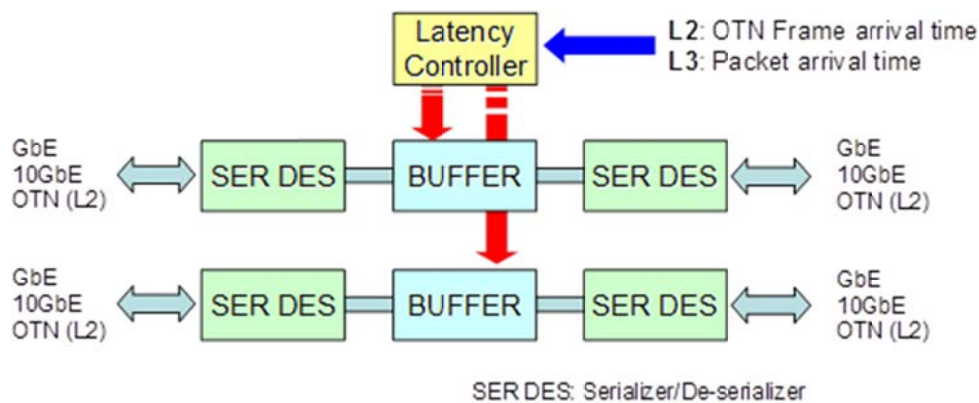 Latency
Controller
L2: OTN Frame arrival time
L3: Packet arrival time
GbE
10GbE
OTN (L2)
SER DES
BUFFER
SER DES
GbE
10GbE
OTN (L2)
GbE
10GbE
OTN (L2)
SER DES
BUFFER
SER DES
GbE
10GbE
OTN (L2)
SER DES: Serializer/De-serializer